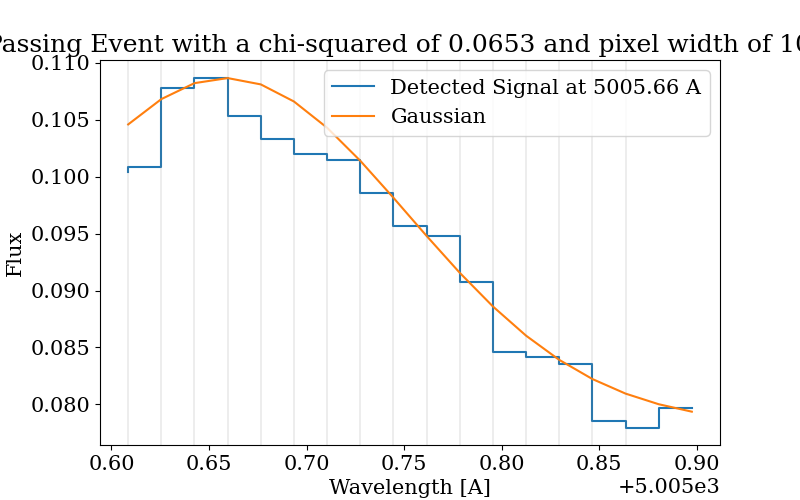 Passing Event with a chi-squared of 0.0653 and pixel width of 10
Detected Signal at 5005.66 A
Gaussian
Flux
0.110
0.105
0.100
0.095
0.090
0.085
0.080
0.60 0.65 0.70 0.75 0.80 0.85 0.90
+5.005e3
Wavelength [A]